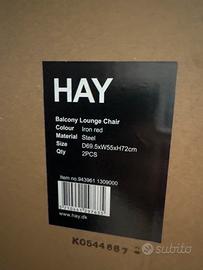 HAY
Balcony Lounge Chair
Colour Iron red
Material Steel
Size D69.5xW55xH72cm
Qty 2PCS
Item no.943961 1309000
www.hay.dk
K0544887
subito